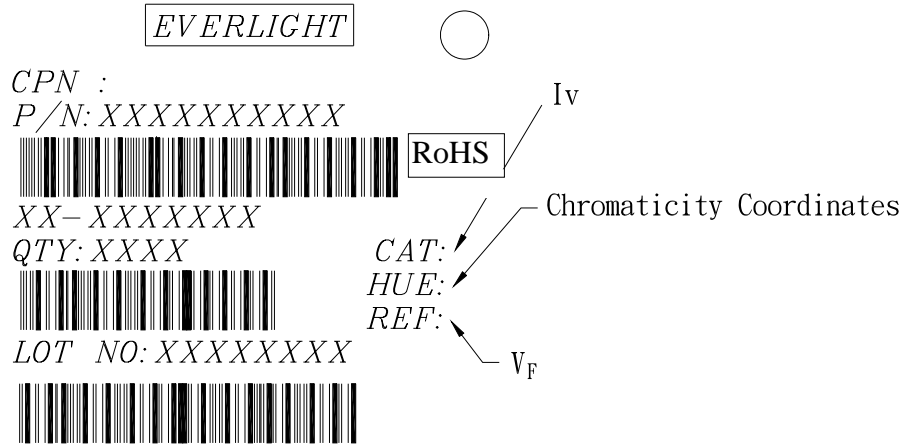 EVERLIGHT
CPN :
P/N: XXXXXXXXXX
Iv
RoHS
XX-XXXXXXX
Chromaticity Coordinates
QTY: XXXX
CAT:
HUE:
REF:
LOT NO: XXXXXXXX
VF